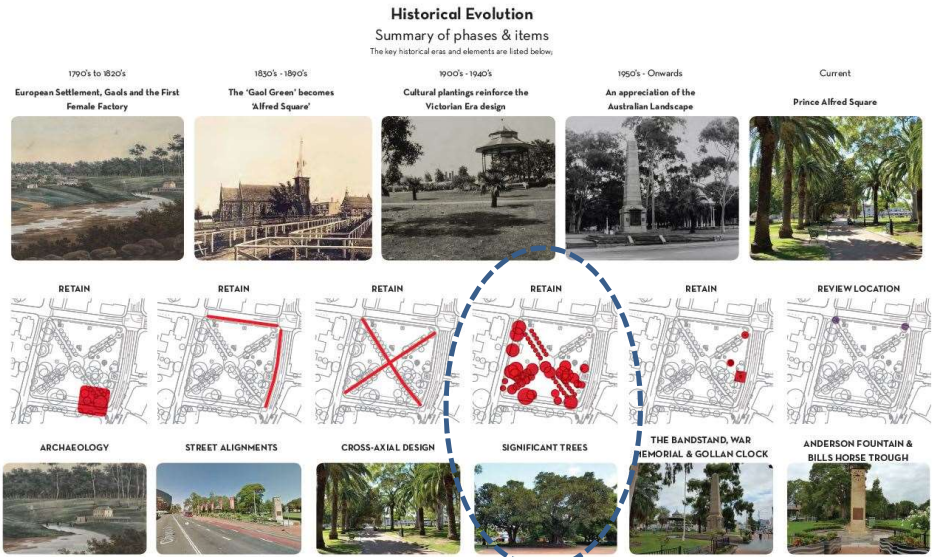 Historical Evolution
Summary of phases & items
The key historical eras and elements are listed below;
1790's to 1820's
European Settlement, Gaols and the First
Female Factory
1830's - 1890's
The 'Gaol Green' becomes
'Alfred Square'
1900's - 1940's
Cultural plantings reinforce the
Victorian Era design
1950's - Onwards
An appreciation of the
Australian Landscape
Current
Prince Alfred Square
RETAIN
RETAIN
RETAIN
RETAIN
RETAIN
REVIEW LOCATION
ARCHAEOLOGY
STREET ALIGNMENTS
CROSS-AXIAL DESIGN
SIGNIFICANT TREES
THE BANDSTAND, WAR
MEMORIAL & GOLLAN CLOCK
ANDERSON FOUNTAIN &
BILLS HORSE TROUGH